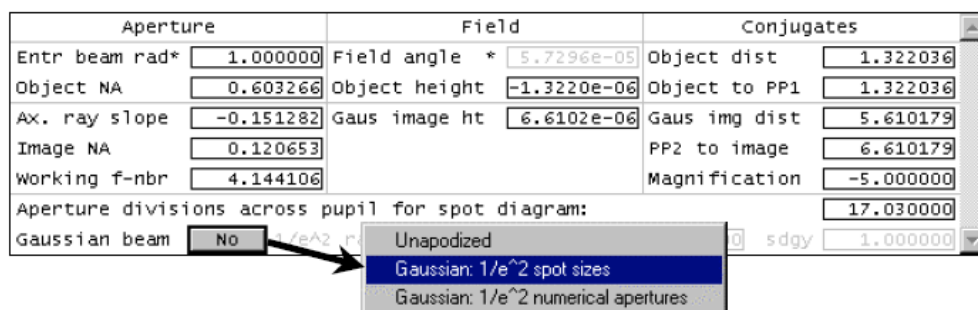 Aperture Field Conjugates
Entr beam rad* 1.000000 Field angle * 5.7296e-05 Object dist 1.322036
Object NA 0.603266 Object height -1.3220e-06 Object to PP1 1.322036
Ax. ray slope -0.151282 Gaus image ht 6.6102e-06 Gaus img dist 5.610179
Image NA 0.120653 PP2 to image 6.610179
Working f-nbr 4.144106 Magnification -5.000000
Aperture divisions across pupil for spot diagram: 17.030000
Gaussian beam No 1/e^2 sdgy 1.000000
Unapodized
Gaussian: 1/e^2 spot sizes
Gaussian: 1/e^2 numerical apertures